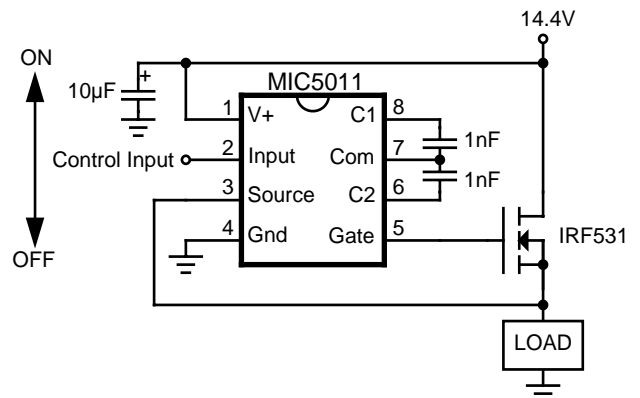 14.4V
ON
10µF
+
MIC5011
1
V+
C1
8
1nF
Control Input
2
Input
Com
7
1nF
3
Source
C2
6
4
Gnd
Gate
5
IRF531
OFF
LOAD